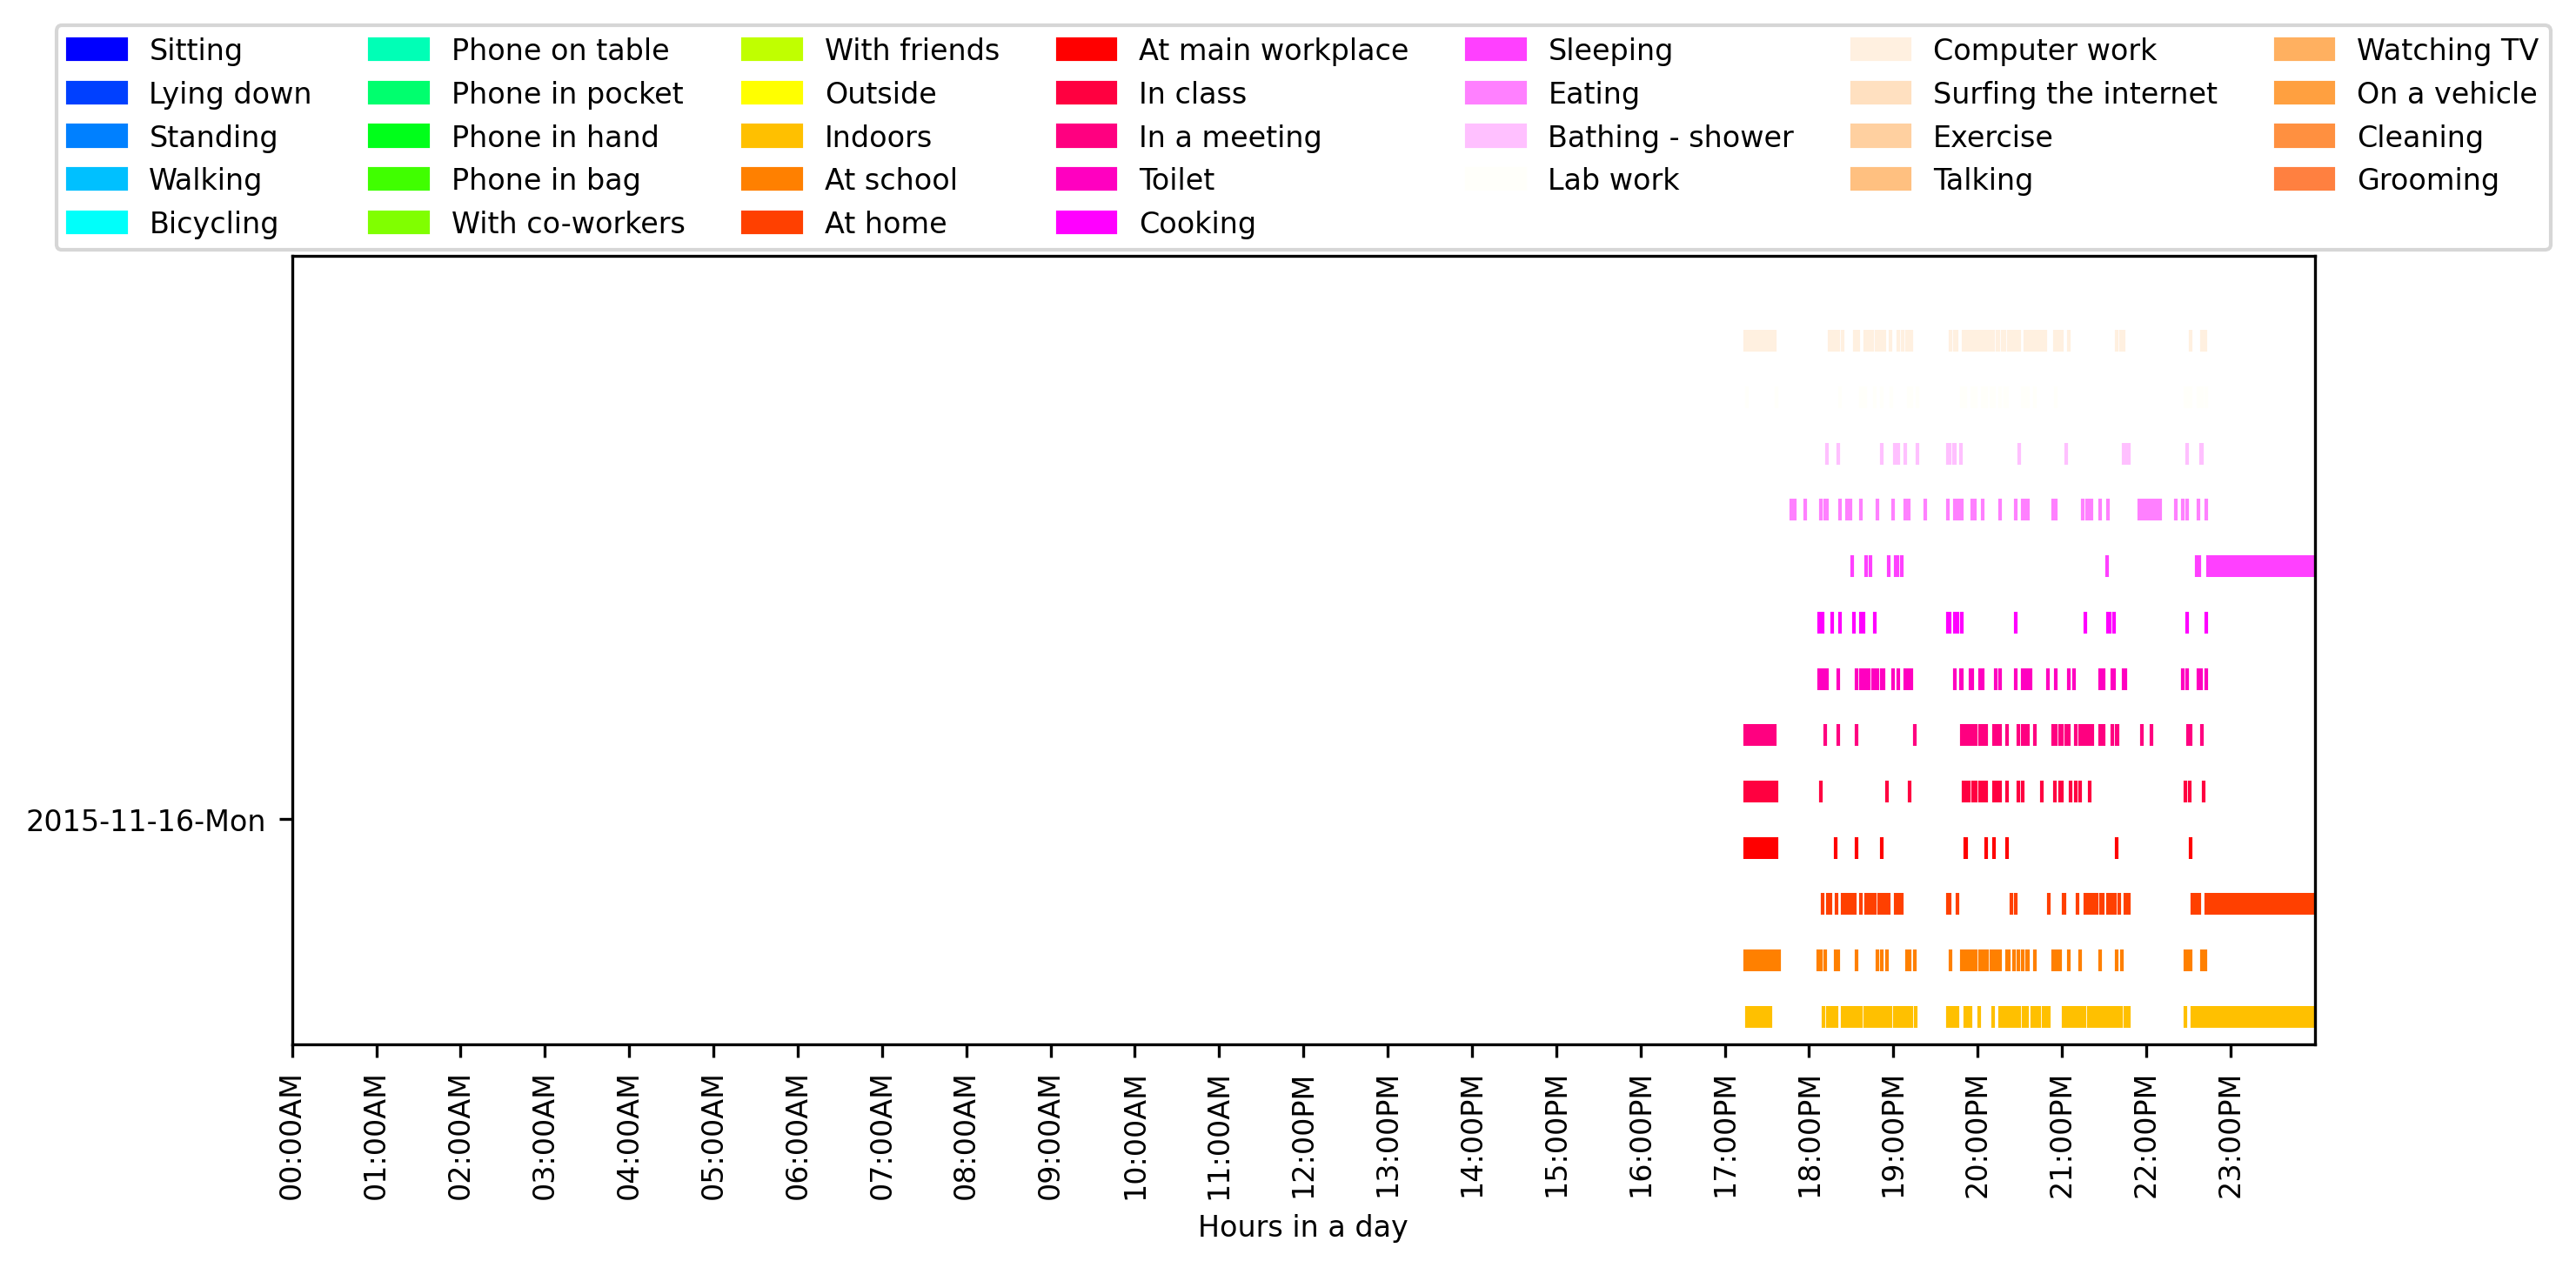 Sitting
Lying down
Standing
Walking
Bicycling
Phone on table
Phone in pocket
Phone in hand
Phone in bag
With co-workers
With friends
Outside
Indoors
At school
At home
At main workplace
In class
In a meeting
Toilet
Cooking
Sleeping
Eating
Bathing - shower
Lab work
Computer work
Surfing the internet
Exercise
Talking
Watching TV
On a vehicle
Cleaning
Grooming
2015-11-16-Mon
00:00AM
01:00AM
02:00AM
03:00AM
04:00AM
05:00AM
06:00AM
07:00AM
08:00AM
09:00AM
10:00AM
11:00AM
12:00PM
13:00PM
14:00PM
15:00PM
16:00PM
17:00PM
18:00PM
19:00PM
20:00PM
21:00PM
22:00PM
23:00PM
Hours in a day